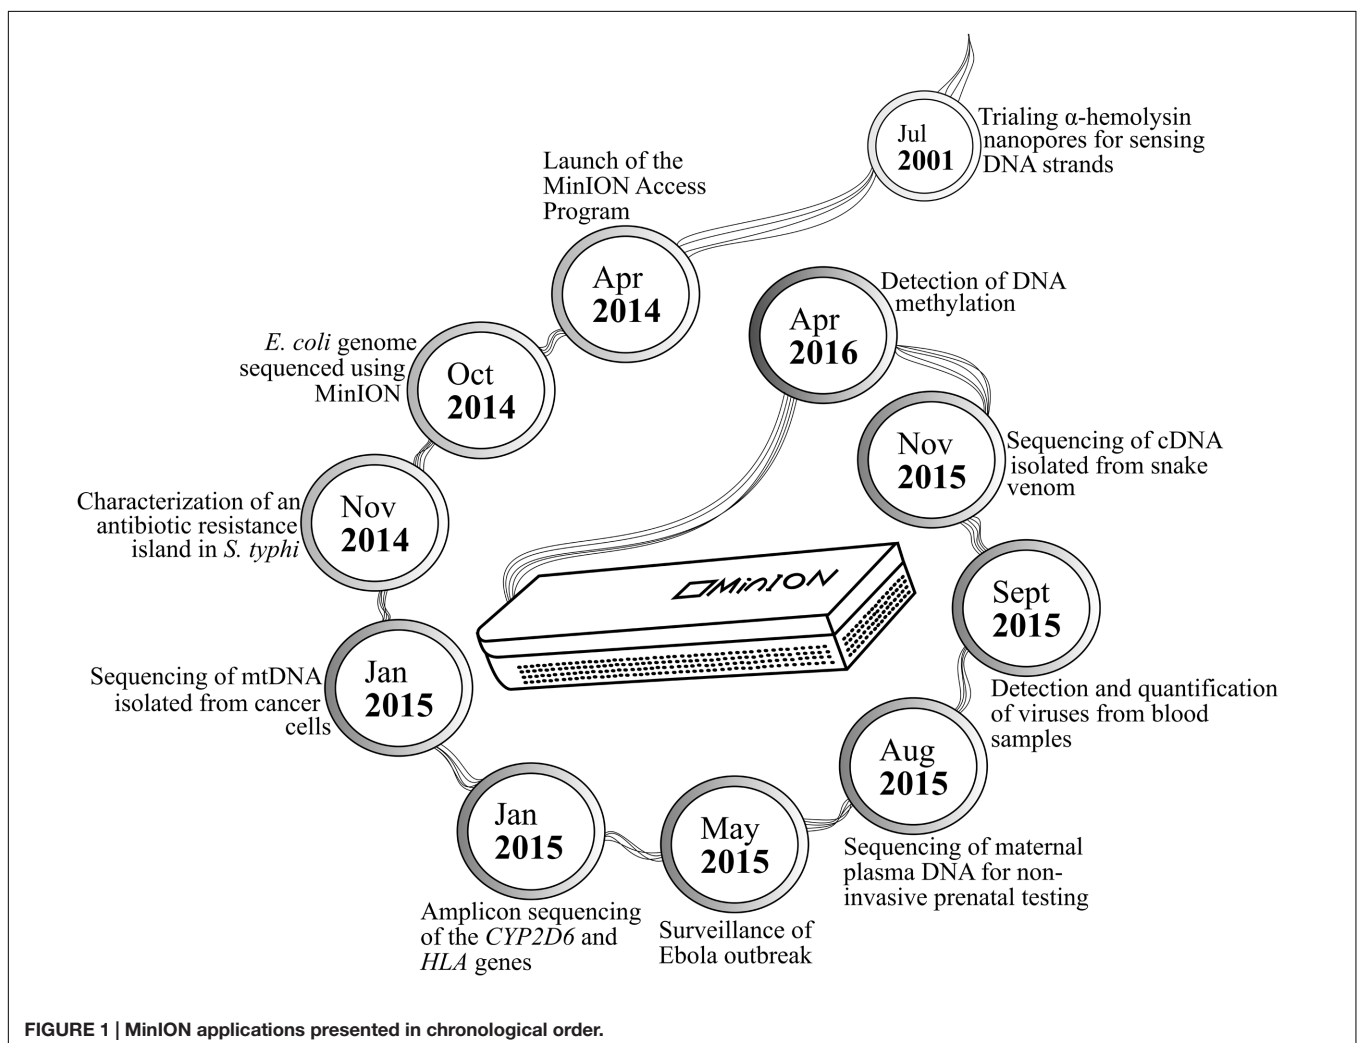 Jul
2001
Trialing α-hemolysin
nanopores for sensing
DNA strands
Launch of the
MinION Access
Program
Apr
2014
E. coli genome
sequenced using
MinION
Oct
2014
Characterization of an
antibiotic resistance
island in S. typhi
Nov
2014
Sequencing of mtDNA
isolated from cancer
cells
Jan
2015
Jan
2015
Amplicon sequencing
of the CYP2D6 and
HLA genes
May
2015
Surveillance of
Ebola outbreak
Aug
2015
Sequencing of maternal
plasma DNA for non-
invasive prenatal testing
Sept
2015
Detection and quantification
of viruses from blood
samples
Nov
2015
Sequencing of cDNA
isolated from snake
venom
Apr
2016
Detection of DNA
methylation
MinION
FIGURE 1 | MinION applications presented in chronological order.